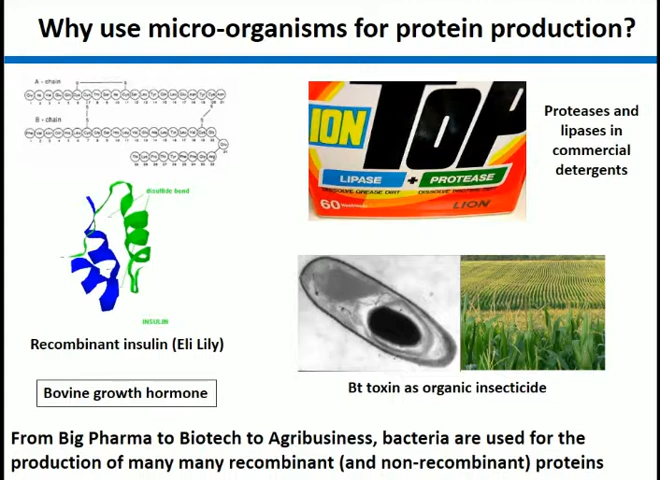 Why use micro-organisms for protein production?
A - chain
B - chain
disulfide bond
INSULIN
Recombinant insulin (Eli Lily)
Bovine growth hormone
ION
TOP
LIPASE + PROTEASE
60
LION
Proteases and
lipases in
commercial
detergents
Bt toxin as organic insecticide
From Big Pharma to Biotech to Agribusiness, bacteria are used for the
production of many many recombinant (and non-recombinant) proteins